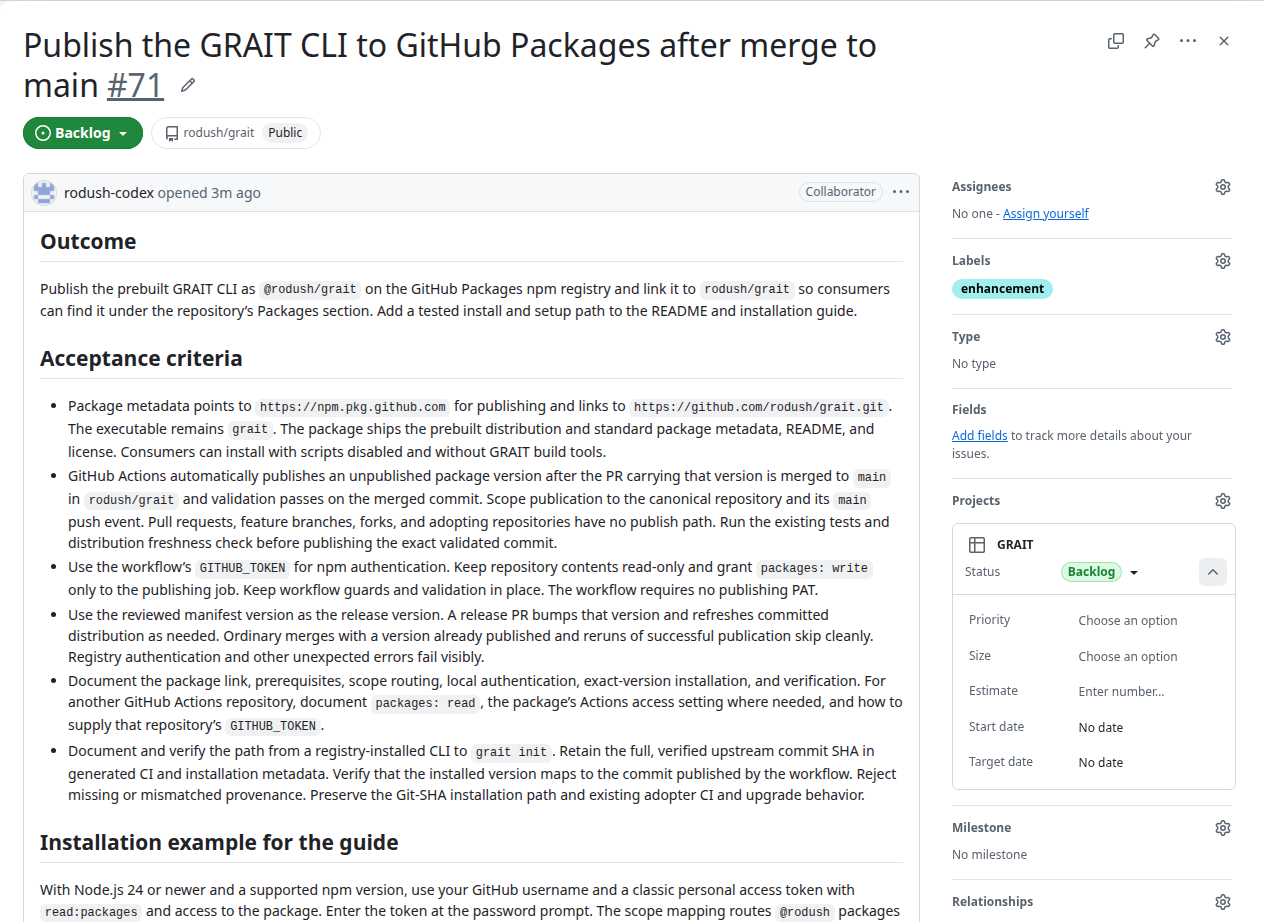 Publish the GRAIT CLI to GitHub Packages after merge to
main #71
Backlog
rodush/grait Public
rodush-codex opened 3m ago
Collaborator
Outcome
Publish the prebuilt GRAIT CLI as @rodush/grait on the GitHub Packages npm registry and link it to rodush/grait so consumers
can find it under the repository’s Packages section. Add a tested install and setup path to the README and installation guide.
Acceptance criteria
• Package metadata points to https://npm.pkg.github.com for publishing and links to https://github.com/rodush/grait.git.
The executable remains grait. The package ships the prebuilt distribution and standard package metadata, README, and
license. Consumers can install with scripts disabled and without GRAIT build tools.
• GitHub Actions automatically publishes an unpublished package version after the PR carrying that version is merged to main
in rodush/grait and validation passes on the merged commit. Scope publication to the canonical repository and its main
push event. Pull requests, feature branches, forks, and adopting repositories have no publish path. Run the existing tests and
distribution freshness check before publishing the exact validated commit.
• Use the workflow’s GITHUB_TOKEN for npm authentication. Keep repository contents read-only and grant packages: write
only to the publishing job. Keep workflow guards and validation in place. The workflow requires no publishing PAT.
• Use the reviewed manifest version as the release version. A release PR bumps that version and refreshes committed
distribution as needed. Ordinary merges with a version already published and reruns of successful publication skip cleanly.
Registry authentication and other unexpected errors fail visibly.
• Document the package link, prerequisites, scope routing, local authentication, exact-version installation, and verification. For
another GitHub Actions repository, document packages: read, the package’s Actions access setting where needed, and how to
supply that repository’s GITHUB_TOKEN.
• Document and verify the path from a registry-installed CLI to grait init. Retain the full, verified upstream commit SHA in
generated CI and installation metadata. Verify that the installed version maps to the commit published by the workflow. Reject
missing or mismatched provenance. Preserve the Git-SHA installation path and existing adopter CI and upgrade behavior.
Installation example for the guide
With Node.js 24 or newer and a supported npm version, use your GitHub username and a classic personal access token with
read:packages and access to the package. Enter the token at the password prompt. The scope mapping routes @rodush packages
Assignees
No one - Assign yourself
Labels
enhancement
Type
No type
Fields
Add fields to track more details about your
issues.
Projects
GRAIT
Status Backlog
Priority Choose an option
Size Choose an option
Estimate Enter number...
Start date No date
Target date No date
Milestone
No milestone
Relationships